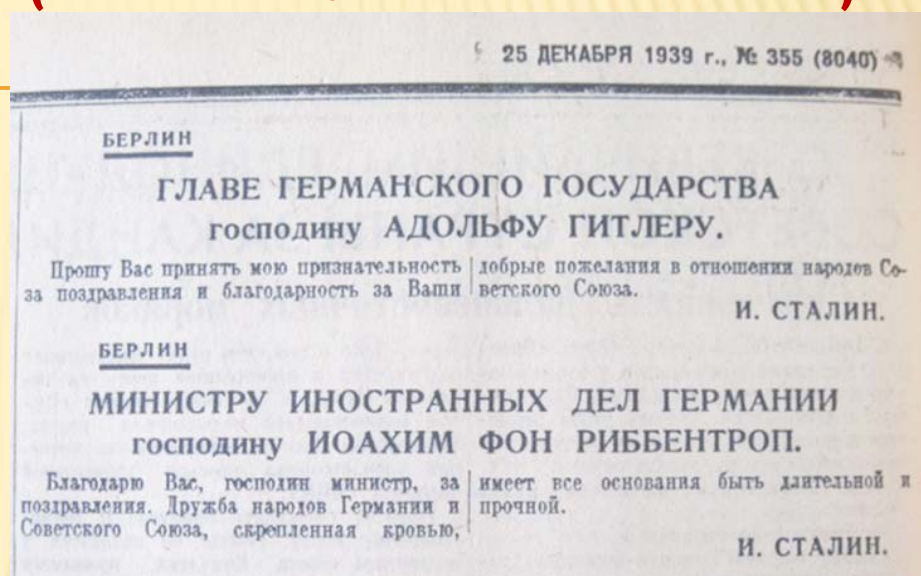 25 ДЕКАБРЯ 1939 г., № 355 (8040)
БЕРЛИН
ГЛАВЕ ГЕРМАНСКОГО ГОСУДАРСТВА
господину АДОЛЬФУ ГИТЛЕРУ.
Прошу Вас принять мою признательность
за поздравления и благодарность за Ваши
добрые пожелания в отношении народов Со-
ветского Союза.
И. СТАЛИН.
БЕРЛИН
МИНИСТРУ ИНОСТРАННЫХ ДЕЛ ГЕРМАНИИ
господину ИОАХИМ ФОН РИББЕНТРОП.
Благодарю Вас, господин министр, за
поздравления. Дружба народов Германии и
Советского Союза, скрепленная кровью,
имеет все основания быть длительной и
прочной.
И. СТАЛИН.